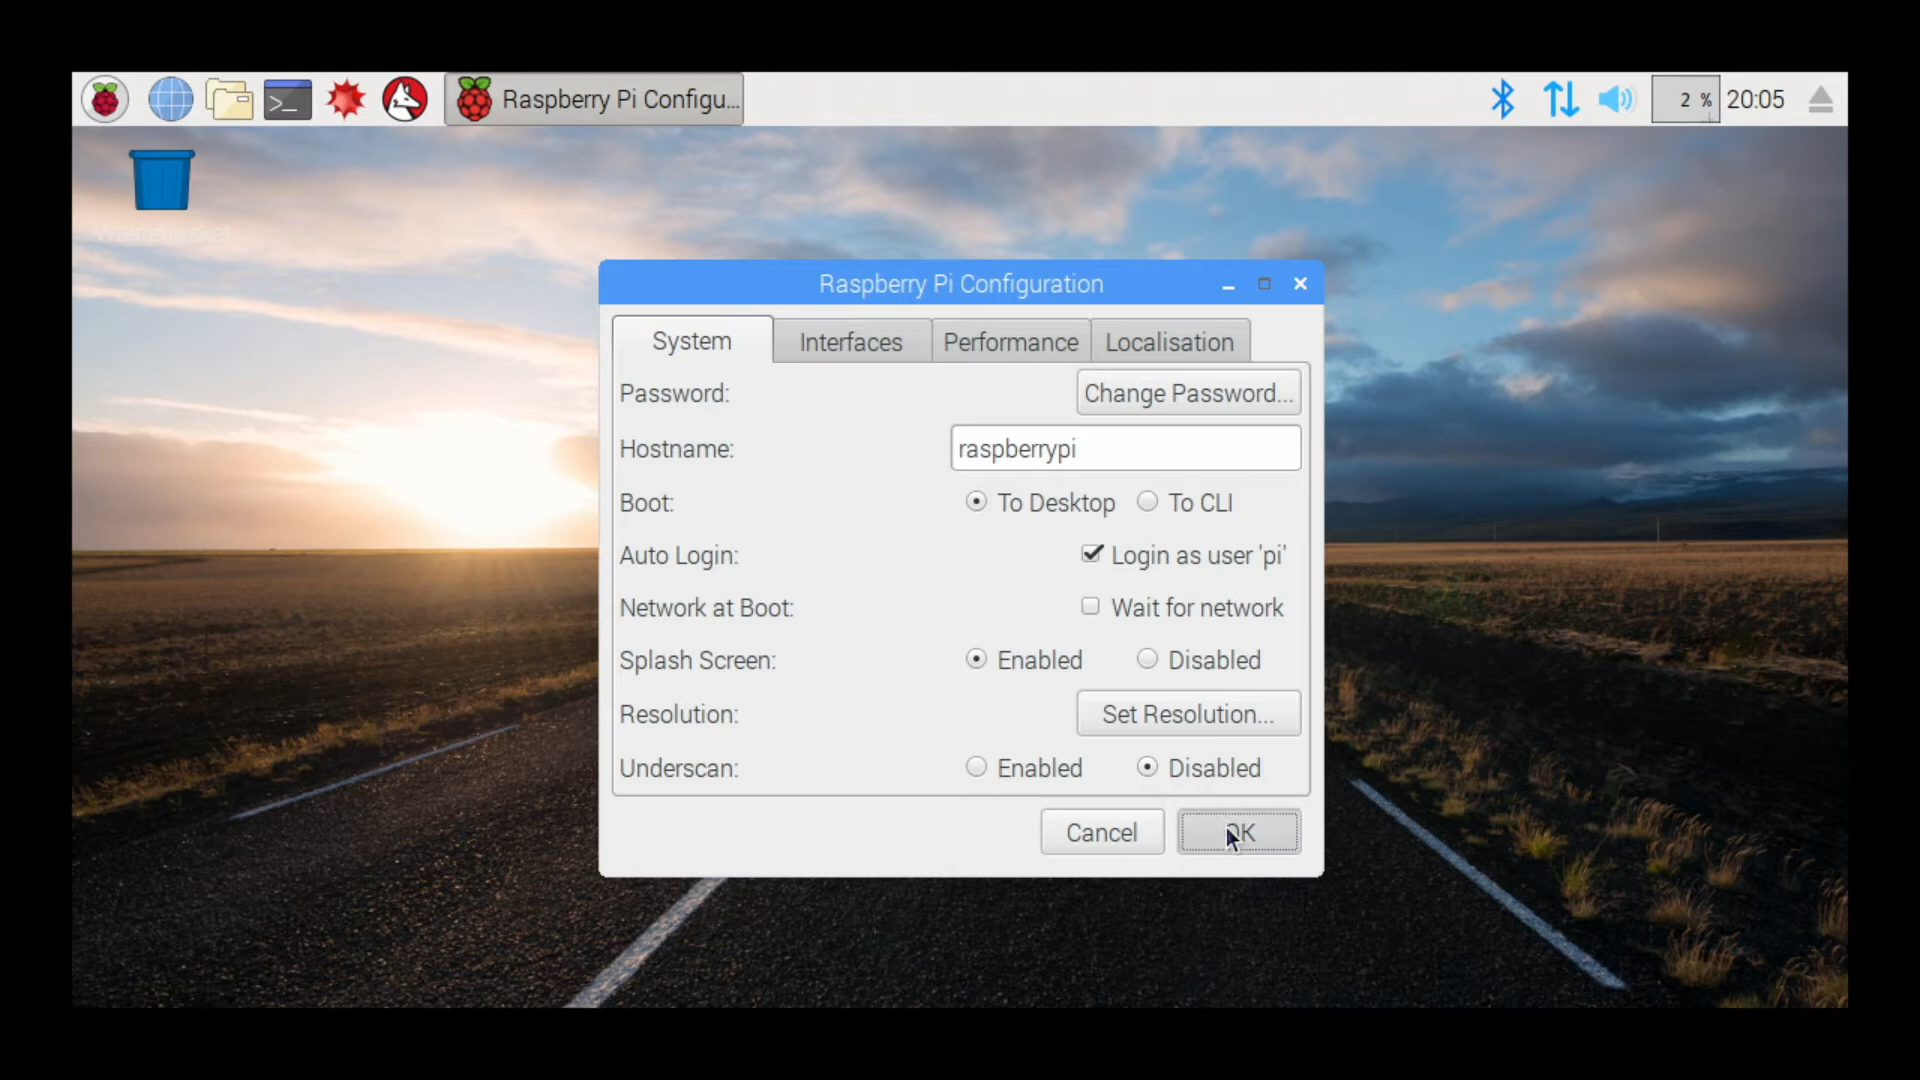 Raspberry Pi Configu...
2 %
20:05
Wastebasket
Raspberry Pi Configuration
System
Interfaces
Performance
Localisation
Password:
Change Password...
Hostname:
raspberrypi
Boot:
To Desktop
To CLI
Auto Login:
Login as user 'pi'
Network at Boot:
Wait for network
Splash Screen:
Enabled
Disabled
Resolution:
Set Resolution...
Underscan:
Enabled
Disabled
Cancel
OK